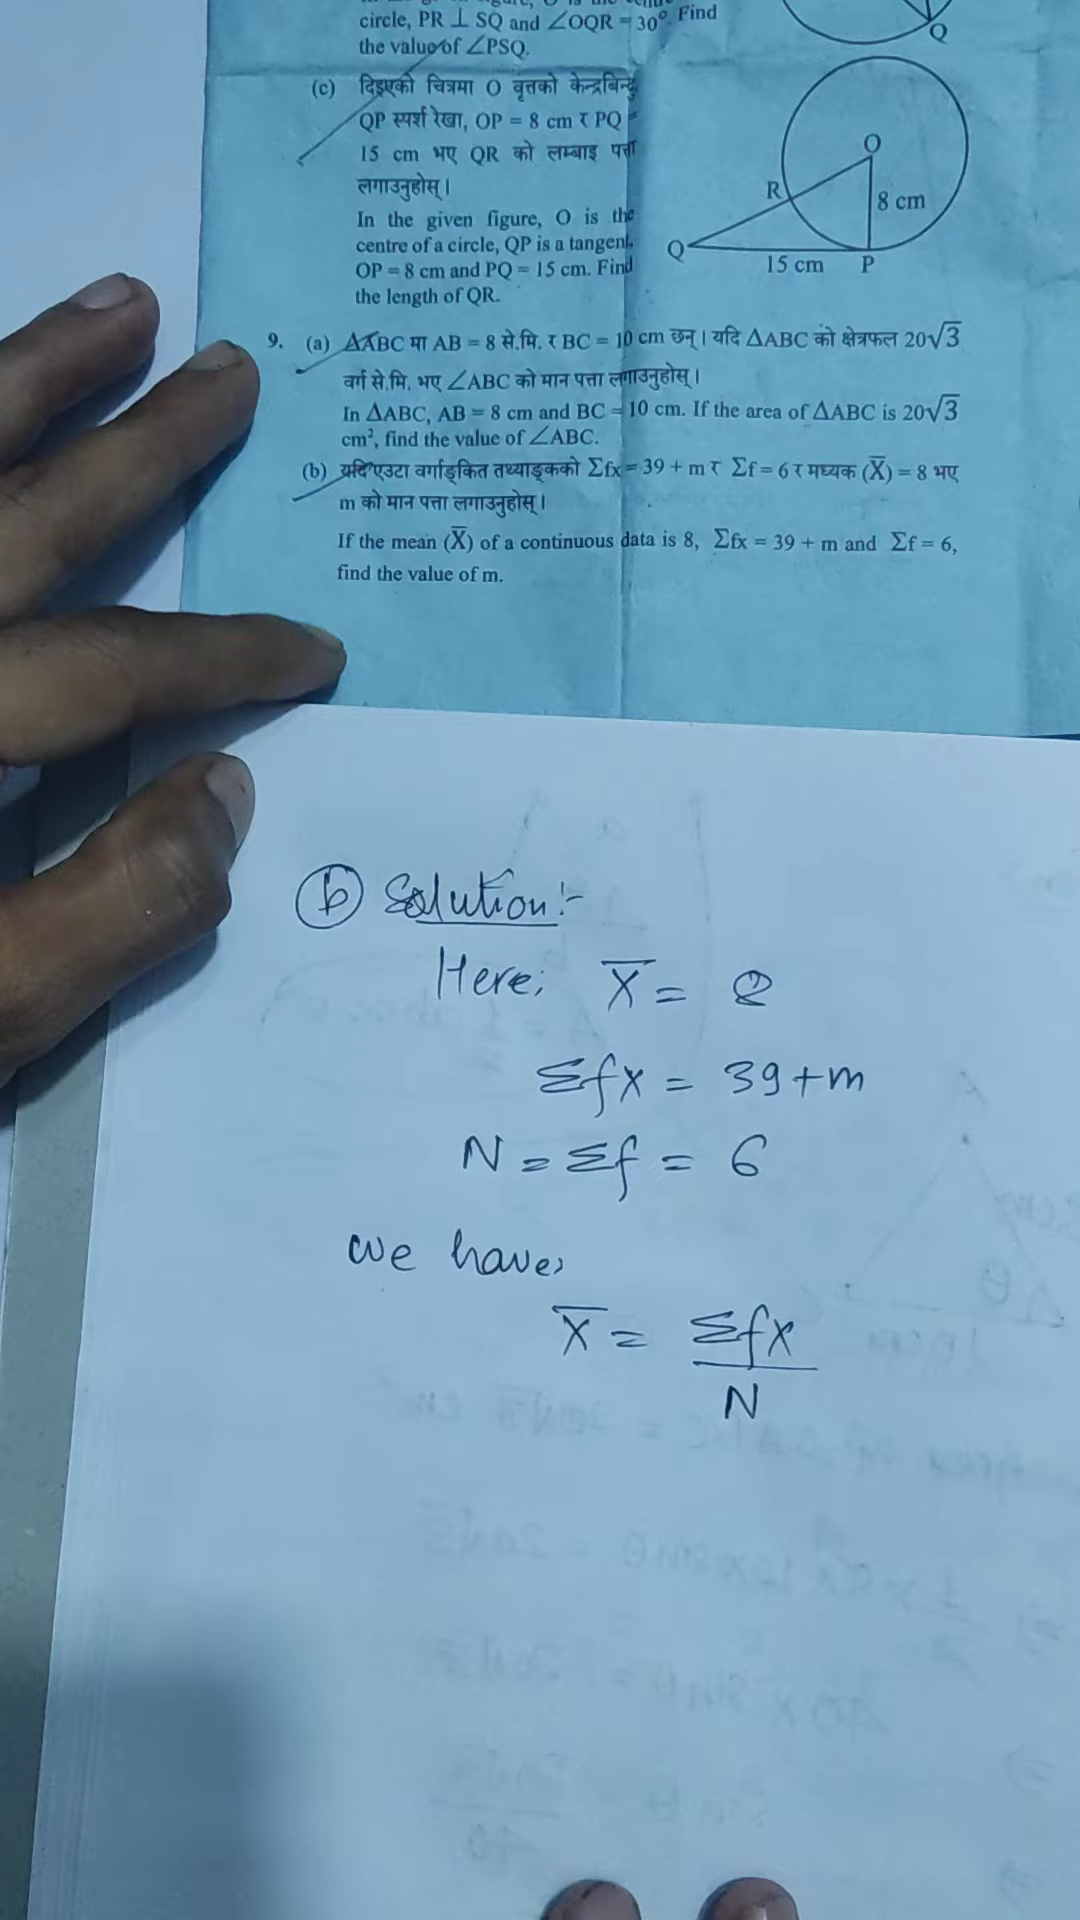 circle, PR ⊥ SQ and ∠OQR = 30°. Find
the value of ∠PSQ.
Q
(c) दिइएको चित्रमा O वृत्तको केन्द्रबिन्दु,
QP स्पर्श रेखा, OP = 8 cm र PQ =
15 cm भए QR को लम्बाइ पत्ता
लगाउनुहोस् ।
In the given figure, O is the
centre of a circle, QP is a tangent,
OP = 8 cm and PQ = 15 cm. Find
the length of QR.
O
R
8 cm
Q
15 cm
P
9. (a) ΔABC मा AB = 8 से.मि. र BC = 10 cm छन् । यदि ΔABC को क्षेत्रफल 20√3
वर्ग से.मि. भए ∠ABC को मान पत्ता लगाउनुहोस् ।
In ΔABC, AB = 8 cm and BC = 10 cm. If the area of ΔABC is 20√3
cm², find the value of ∠ABC.
(b) यदि एउटा वर्गाङ्कित तथ्याङ्कको Σfx = 39 + m र Σf = 6 र मध्यक (X̅) = 8 भए
m को मान पत्ता लगाउनुहोस् ।
If the mean (X̅) of a continuous data is 8, Σfx = 39 + m and Σf = 6,
find the value of m.
(b) Solution:-
Here; X̅ = 8
Σfx = 39+m
N = Σf = 6
we have,
X̅ = Σfx
N